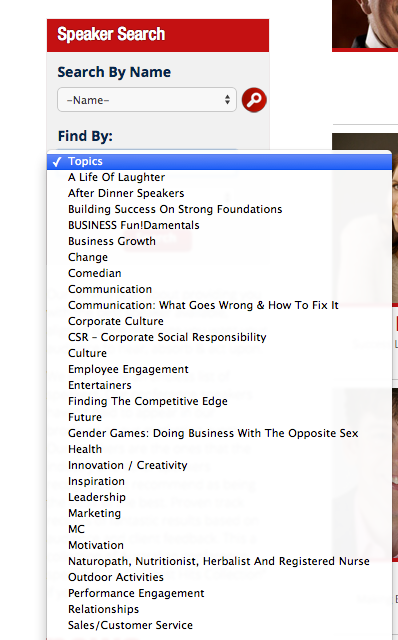 Speaker Search
Search By Name
–Name–
Find By:
✓ Topics
A Life Of Laughter
After Dinner Speakers
Building Success On Strong Foundations
BUSINESS Fun!Damentals
Business Growth
Change
Comedian
Communication
Communication: What Goes Wrong & How To Fix It
Corporate Culture
CSR – Corporate Social Responsibility
Culture
Employee Engagement
Entertainers
Finding The Competitive Edge
Future
Gender Games: Doing Business With The Opposite Sex
Health
Innovation / Creativity
Inspiration
Leadership
Marketing
MC
Motivation
Naturopath, Nutritionist, Herbalist And Registered Nurse
Outdoor Activities
Performance Engagement
Relationships
Sales/Customer Service